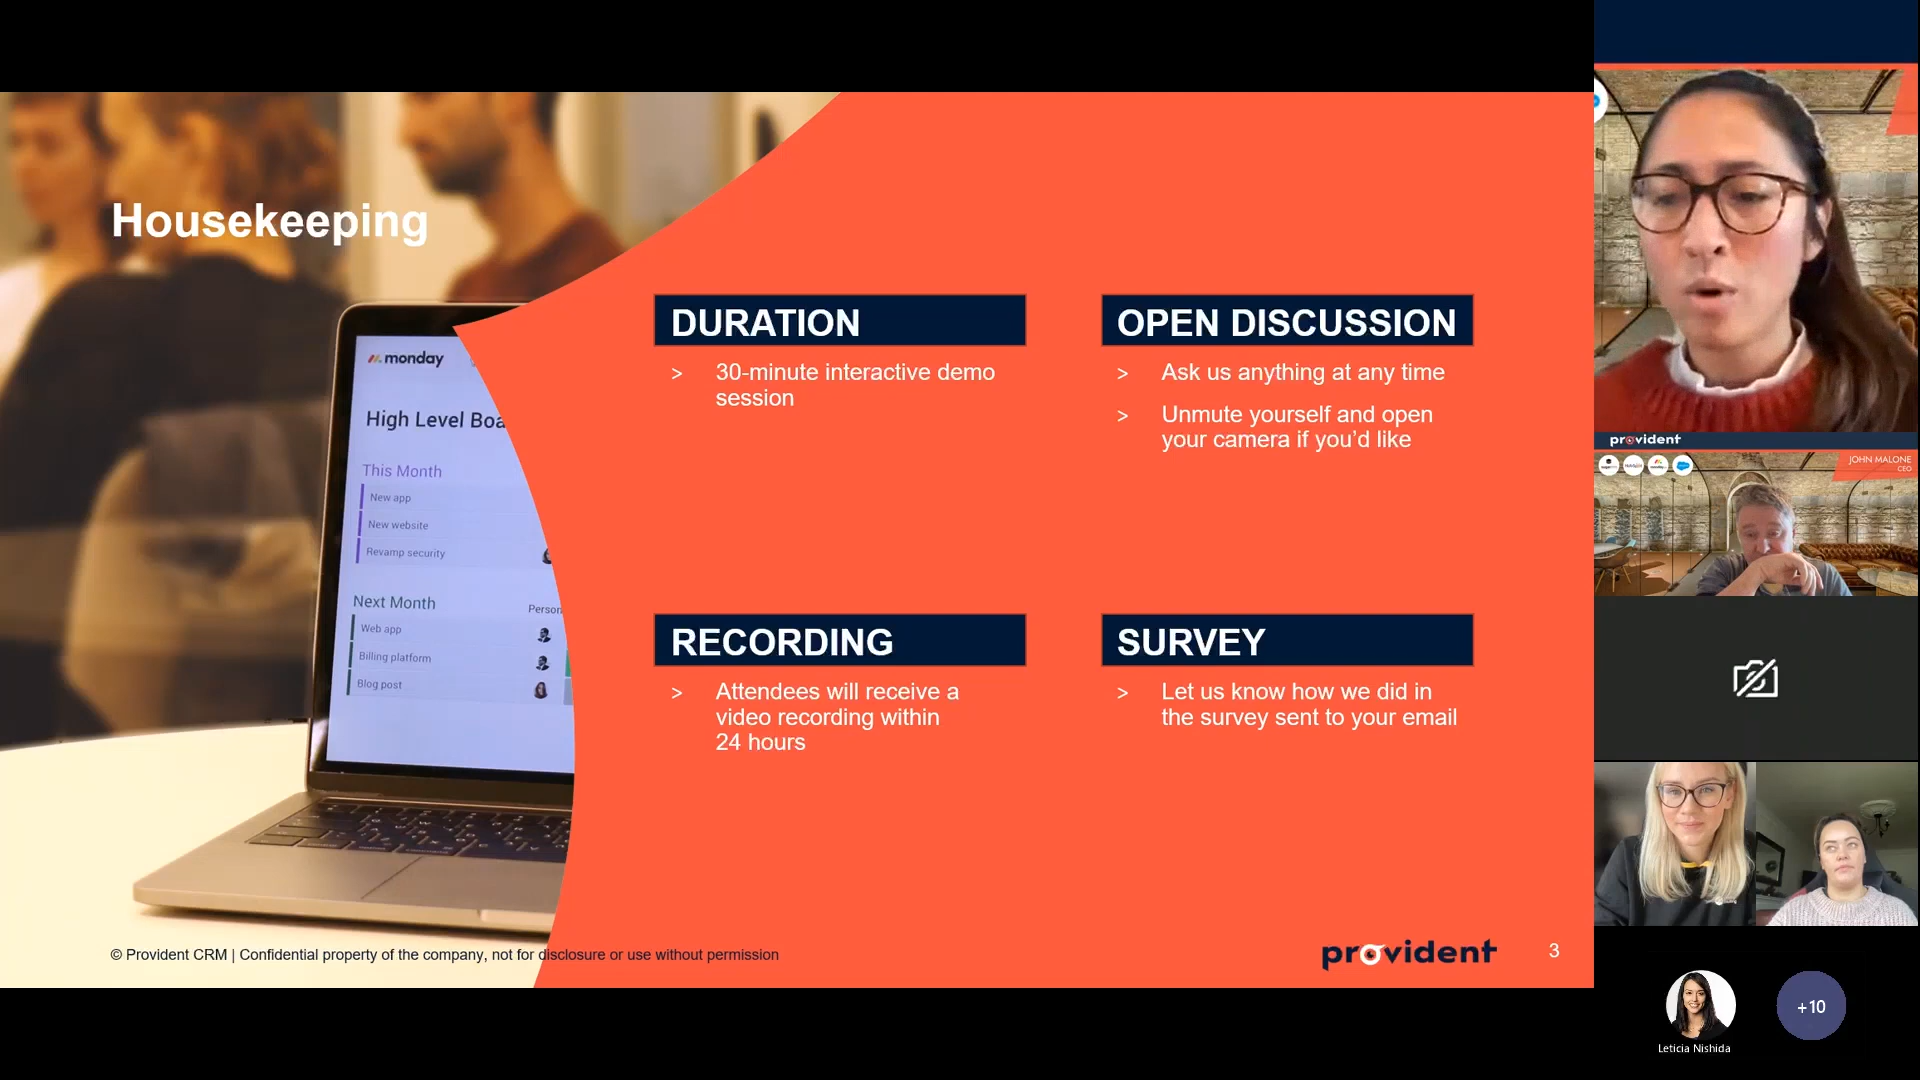 Housekeeping
monday
High Level Boa
This Month
New app
New website
Revamp security
Next Month
Person
Web app
Billing platform
Blog post
DURATION
> 30-minute interactive demo
session
OPEN DISCUSSION
> Ask us anything at any time
> Unmute yourself and open
your camera if you’d like
RECORDING
> Attendees will receive a
video recording within
24 hours
SURVEY
> Let us know how we did in
the survey sent to your email
© Provident CRM | Confidential property of the company, not for disclosure or use without permission
provident
3
provident
JOHN MALONE
CEO
Leticia Nishida
+10